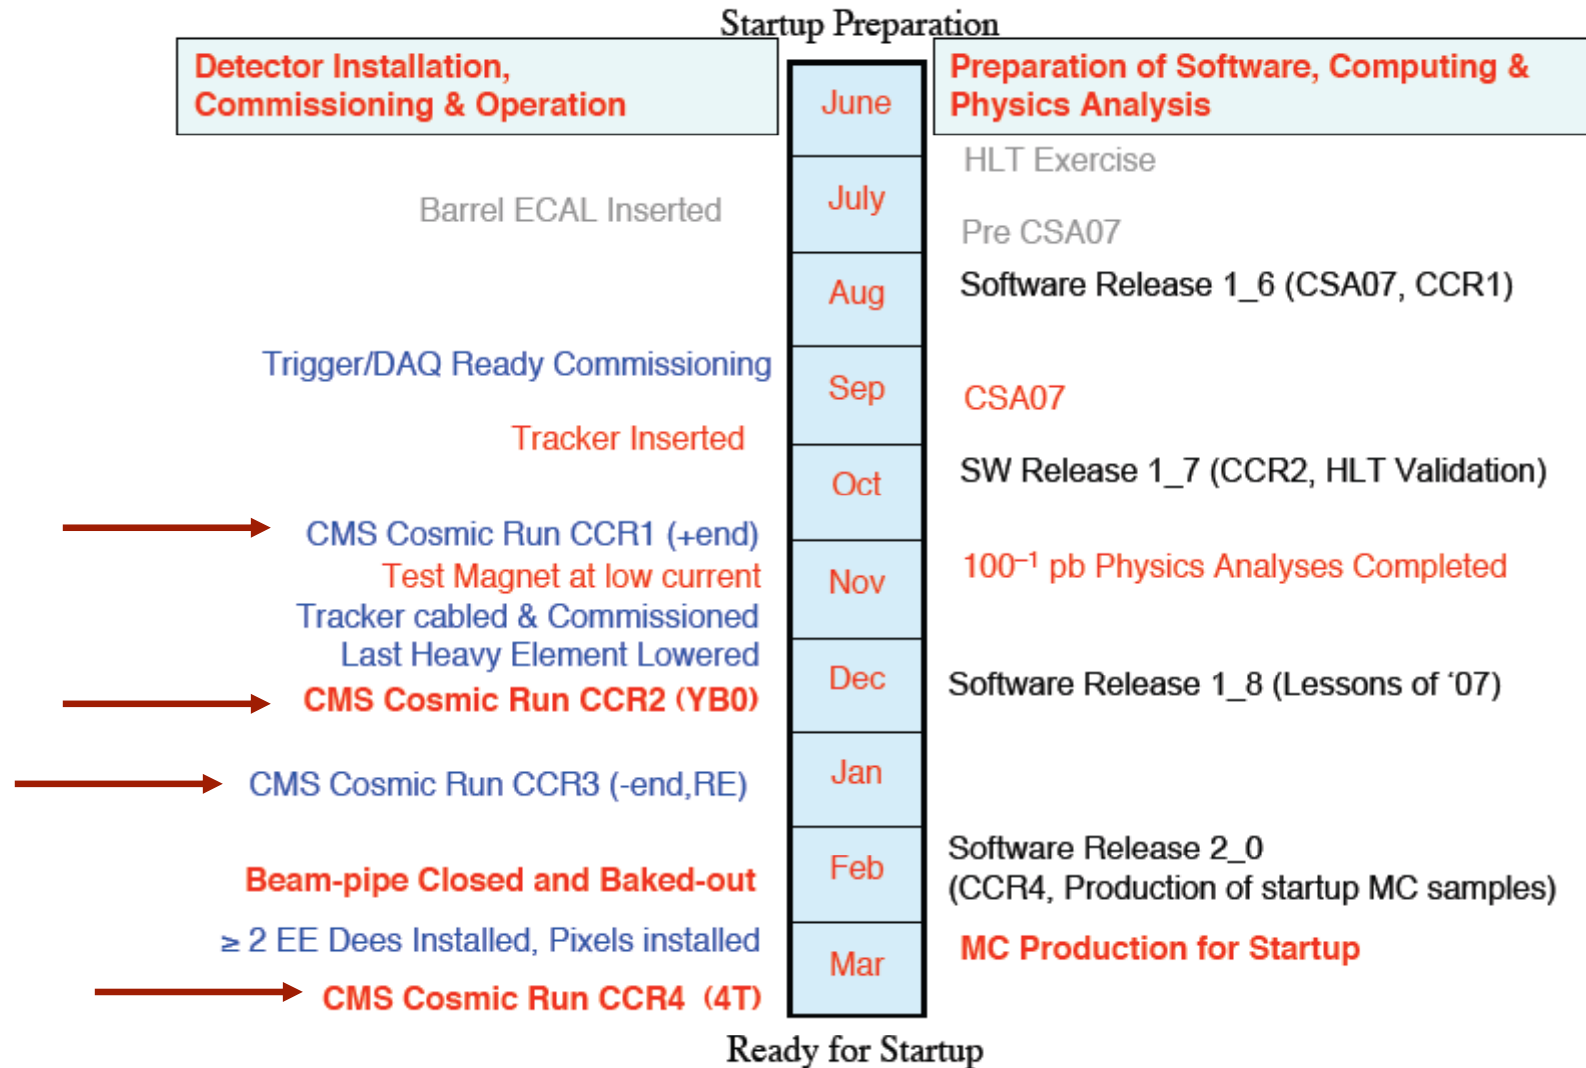 Startup Preparation
Detector Installation,
Commissioning & Operation
Barrel ECAL Inserted
Trigger/DAQ Ready Commissioning
Tracker Inserted
CMS Cosmic Run CCR1 (+end)
Test Magnet at low current
Tracker cabled & Commissioned
Last Heavy Element Lowered
CMS Cosmic Run CCR2 (YB0)
CMS Cosmic Run CCR3 (-end,RE)
Beam-pipe Closed and Baked-out
≥ 2 EE Dees Installed, Pixels installed
CMS Cosmic Run CCR4 (4T)
June
July
Aug
Sep
Oct
Nov
Dec
Jan
Feb
Mar
Preparation of Software, Computing &
Physics Analysis
HLT Exercise
Pre CSA07
Software Release 1_6 (CSA07, CCR1)
CSA07
SW Release 1_7 (CCR2, HLT Validation)
100⁻¹ pb Physics Analyses Completed
Software Release 1_8 (Lessons of ‘07)
Software Release 2_0
(CCR4, Production of startup MC samples)
MC Production for Startup
Ready for Startup